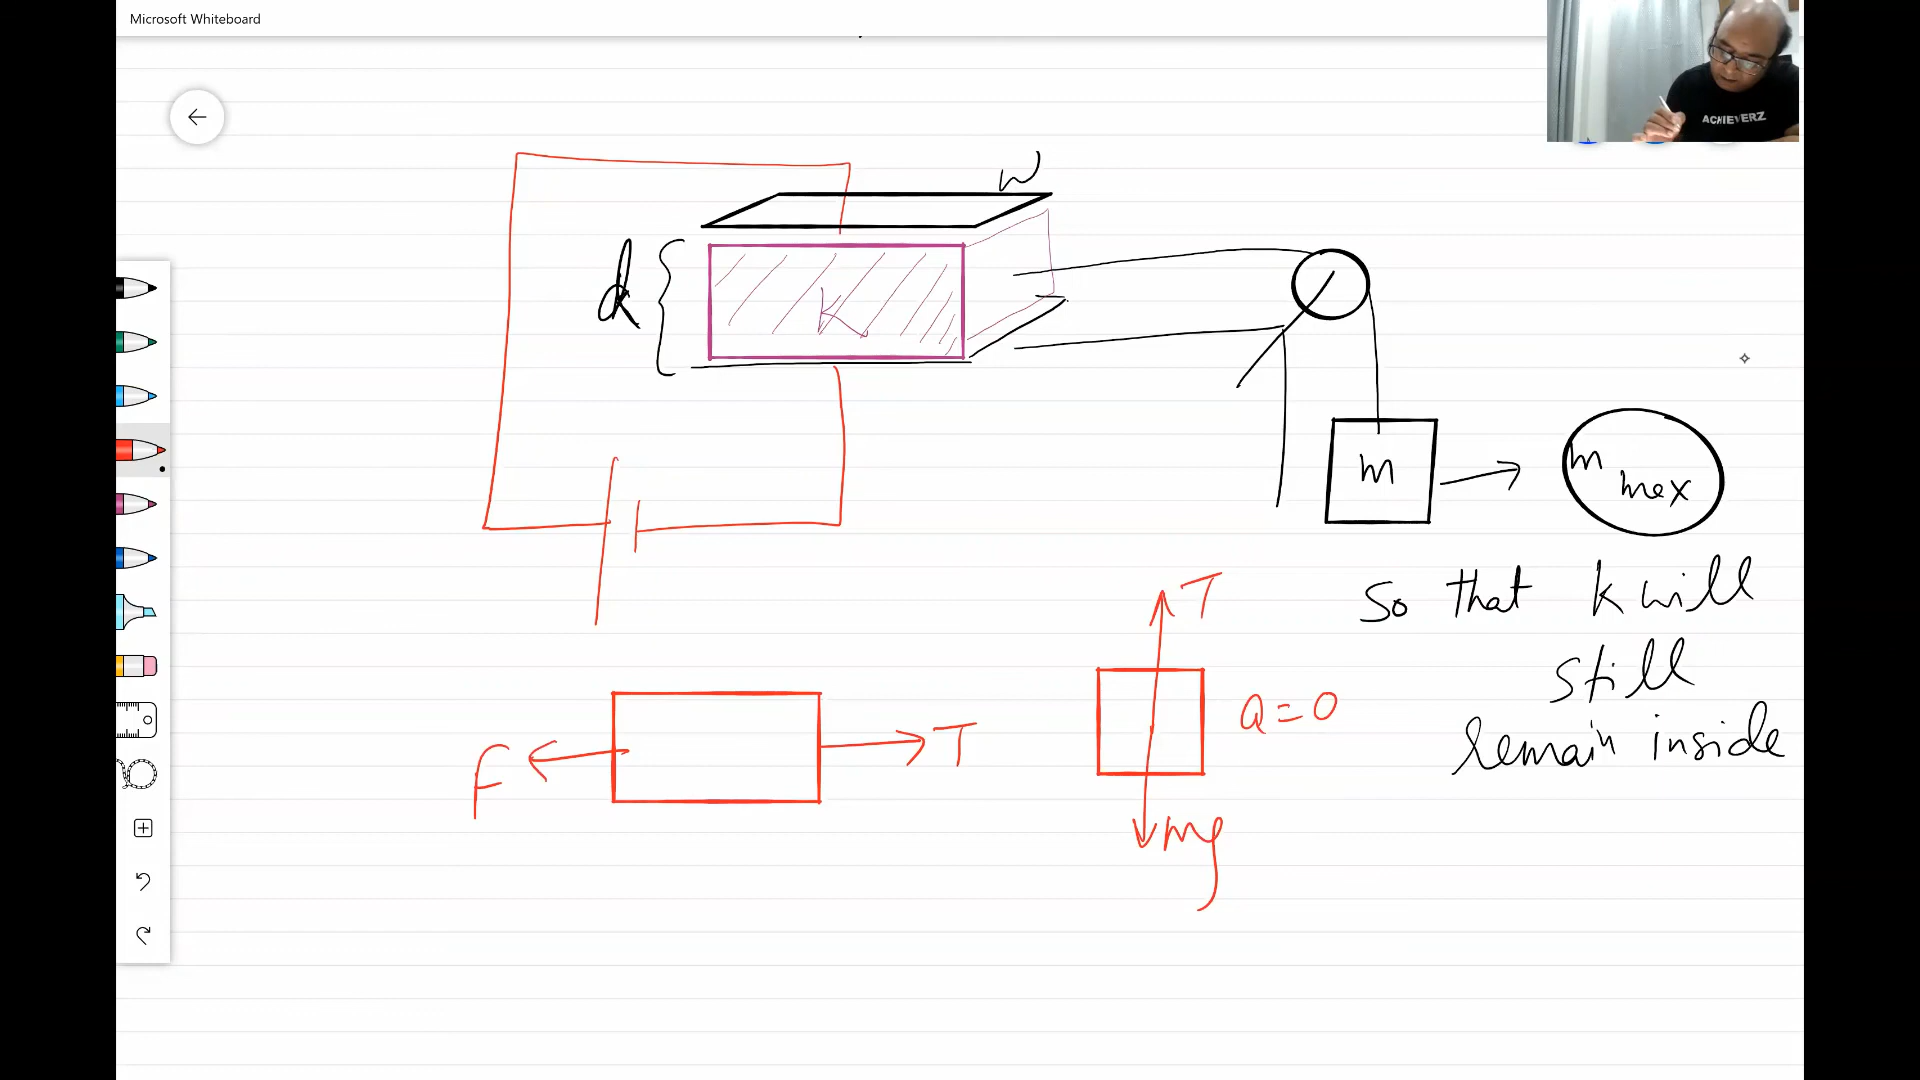 Microsoft Whiteboard
ACHIEVERZ
W
d
K
m
m max
so that k will
still
remain inside
T
a = 0
F
T
mg